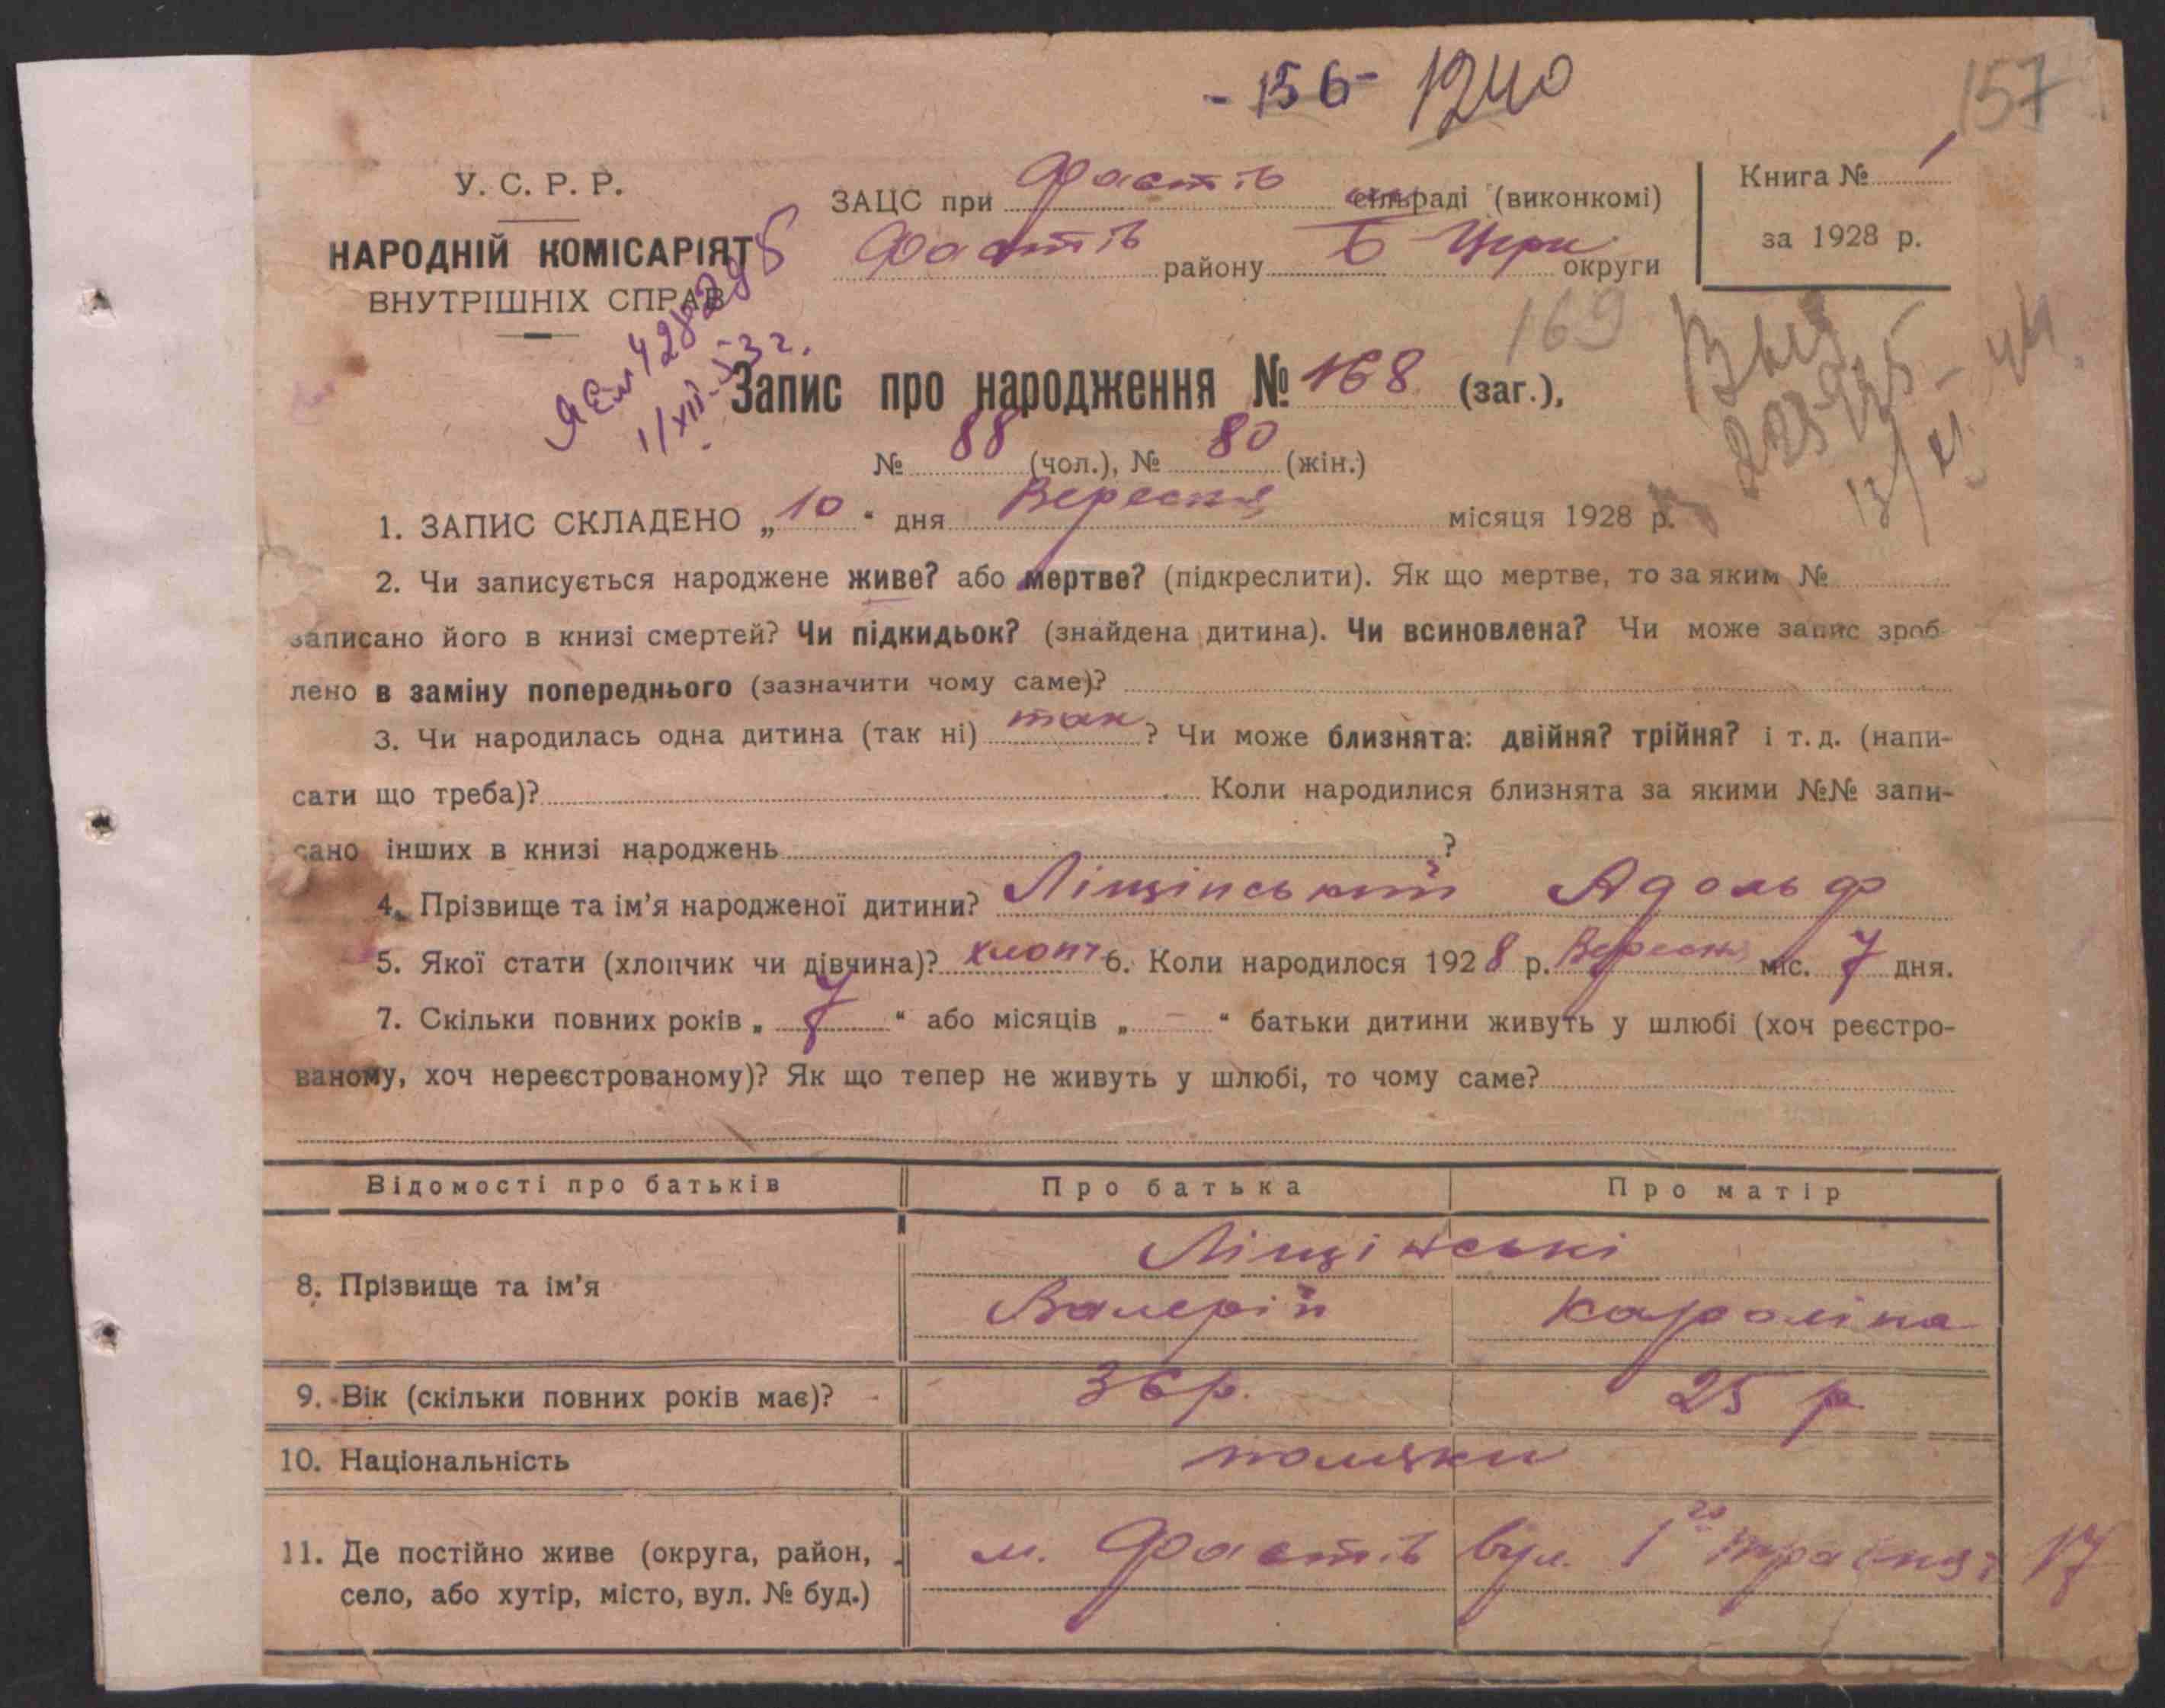 - 156 - 1240
157
У. С. Р. Р.
НАРОДНІЙ КОМІСАРІЯТ
ВНУТРІШНІХ СПРАВ
ЗАЦС при Фастів сільраді (виконкомі)
Фастів району Б Церк округи
Книга № 1
за 1928 р.
1/XII-53 г.
169
Запис про народження № 168 (заг.),
№ 88 (чол.), № 80 (жін.)
1. ЗАПИС СКЛАДЕНО „10“ дня Вересня місяця 1928 р.
2. Чи записується народжене живе? або мертве? (підкреслити). Як що мертве, то за яким №
записано його в книзі смертей? Чи підкидьок? (знайдена дитина). Чи всиновлена? Чи може запис зроб-
лено в заміну попереднього (зазначити чому саме)?
3. Чи народилась одна дитина (так ні) так ? Чи може близнята: двійня? трійня? і т. д. (напи-
сати що треба)? Коли народилися близнята за якими №№ запи-
сано інших в книзі народжень ?
4. Прізвище та ім’я народженої дитини? Ліщінський Адольф
5. Якої стати (хлопчик чи дівчина)? хлопч 6. Коли народилося 1928 р. Вересня міс. 7 дня.
7. Скільки повних років „ 7 “ або місяців „ - “ батьки дитини живуть у шлюбі (хоч реєстро-
ваному, хоч нереєстрованому)? Як що тепер не живуть у шлюбі, то чому саме?
Відомості про батьків Про батька Про матір
8. Прізвище та ім’я Ліщінські
Валерій Кароліна
9. Вік (скільки повних років має)? 36 р. 25 р.
10. Національність поляки
11. Де постійно живе (округа, район, м. Фастів вул. 1го 17
село, або хутір, місто, вул. № буд.)